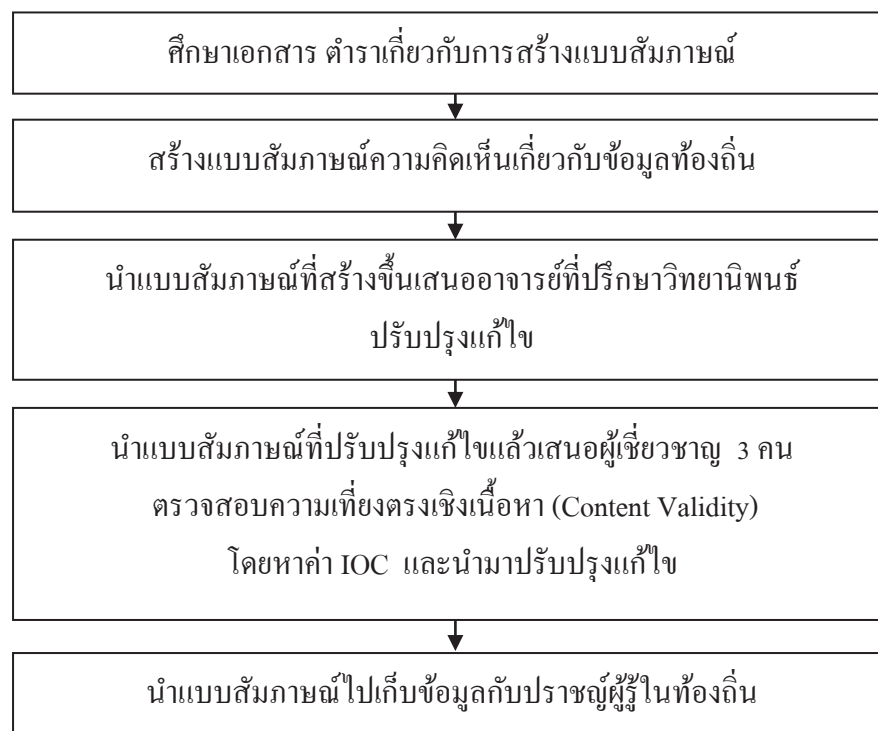 ศึกษาเอกสาร ตำราเกี่ยวกับการสร้างแบบสัมภาษณ์
สร้างแบบสัมภาษณ์ความคิดเห็นเกี่ยวกับข้อมูลท้องถิ่น
นำแบบสัมภาษณ์ที่สร้างขึ้นเสนออาจารย์ที่ปรึกษาวิทยานิพนธ์
ปรับปรุงแก้ไข
นำแบบสัมภาษณ์ที่ปรับปรุงแก้ไขแล้วเสนอผู้เชี่ยวชาญ 3 คน
ตรวจสอบความเที่ยงตรงเชิงเนื้อหา (Content Validity)
โดยหาค่า IOC และนำมาปรับปรุงแก้ไข
นำแบบสัมภาษณ์ไปเก็บข้อมูลกับปราชญ์ผู้รู้ในท้องถิ่น